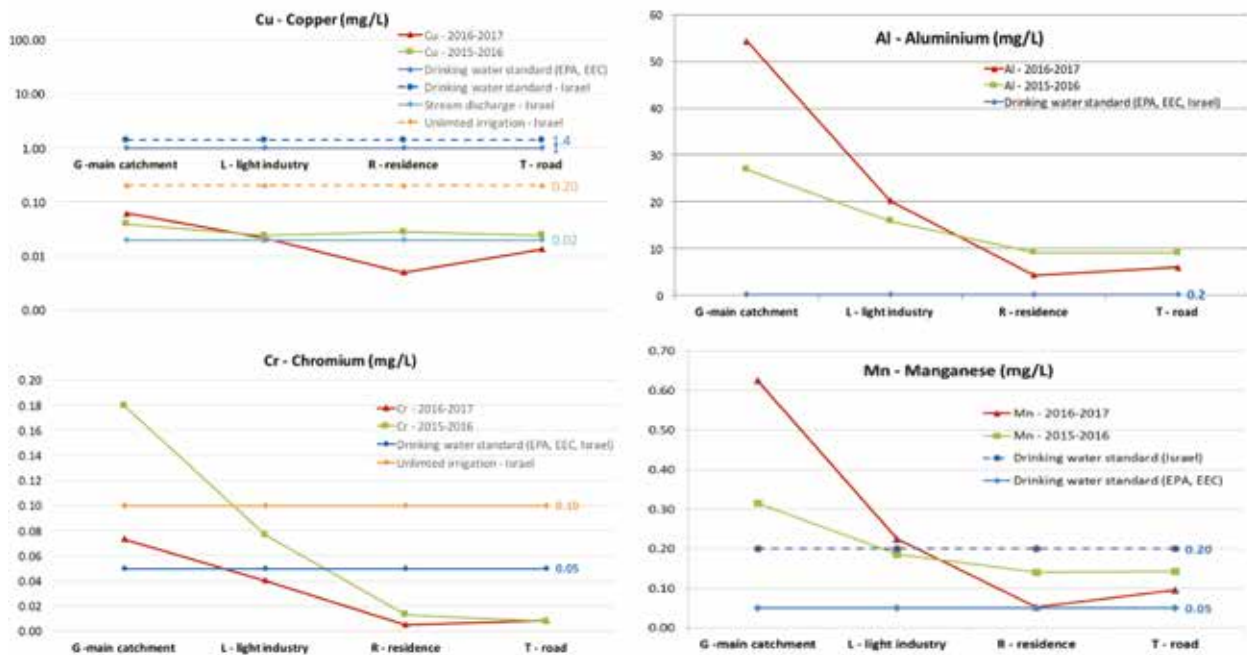 Cu - Copper (mg/L)
100.00
10.00
1.00
0.10
0.01
0.00
Cu - 2016-2017
Cu - 2015-2016
Drinking water standard (EPA, EEC)
Drinking water standard - Israel
Stream discharge - Israel
Unlimted irrigation - Israel
1.4
1
0.20
0.02
G -main catchment
L - light industry
R - residence
T - road
Al - Aluminium (mg/L)
60
50
40
30
20
10
0
Al - 2016-2017
Al - 2015-2016
Drinking water standard (EPA, EEC, Israel)
0.2
G -main catchment
L - light industry
R - residence
T - road
Cr - Chromium (mg/L)
0.20
0.18
0.16
0.14
0.12
0.10
0.08
0.06
0.04
0.02
0.00
Cr - 2016-2017
Cr - 2015-2016
Drinking water standard (EPA, EEC, Israel)
Unlimted irrigation - Israel
0.10
0.05
G -main catchment
L - light industry
R - residence
T - road
Mn - Manganese (mg/L)
0.70
0.60
0.50
0.40
0.30
0.20
0.10
0.00
Mn - 2016-2017
Mn - 2015-2016
Drinking water standard (Israel)
Drinking water standard (EPA, EEC)
0.20
0.05
G -main catchment
L - light industry
R - residence
T - road